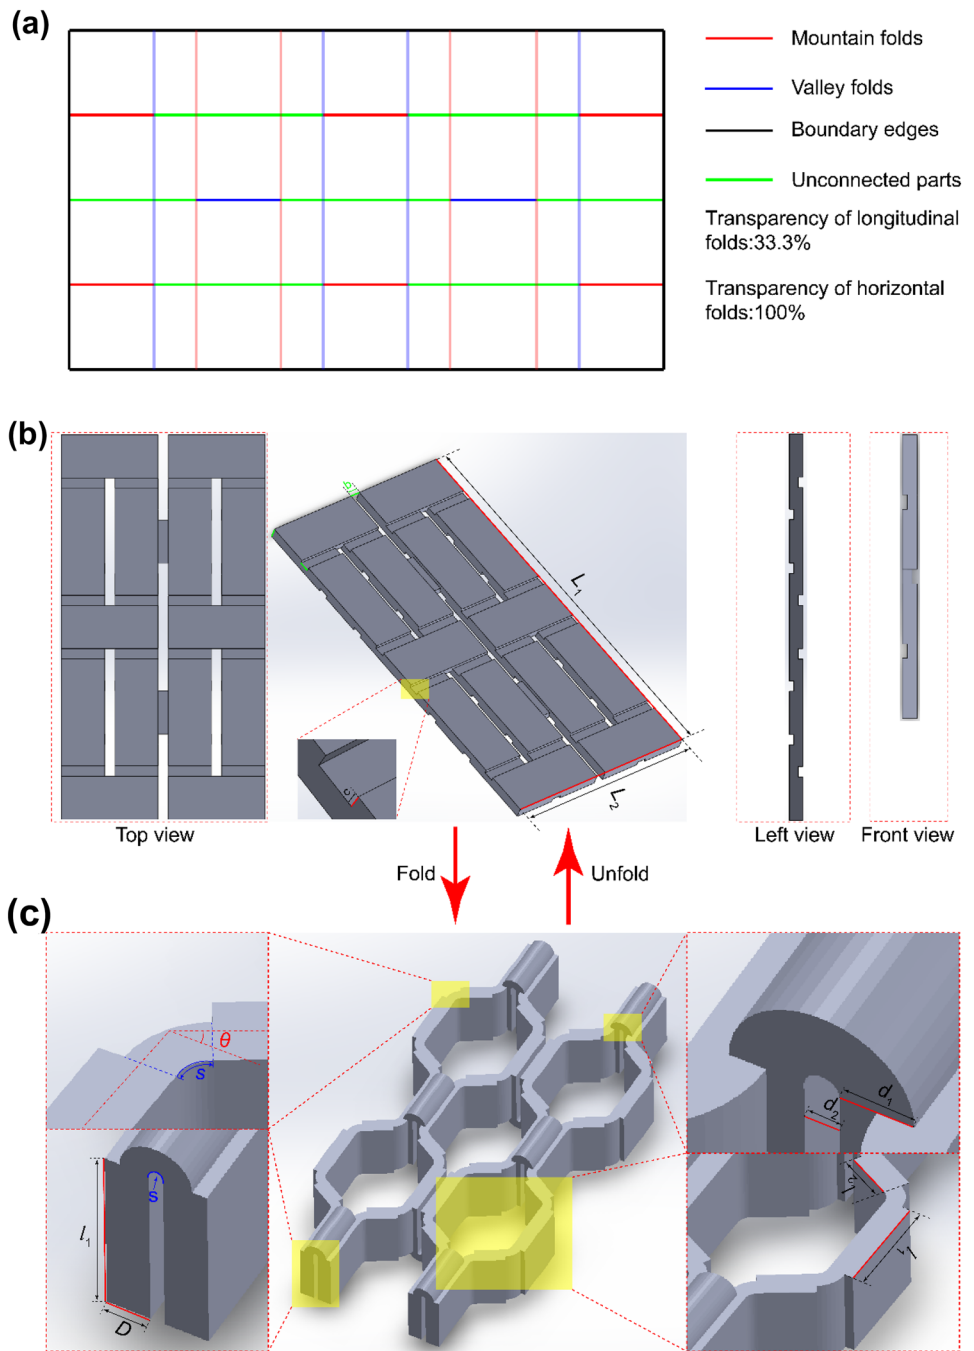 (a)
Mountain folds
Valley folds
Boundary edges
Unconnected parts
Transparency of longitudinal
folds:33.3%
Transparency of horizontal
folds:100%
(b)
b
L₁
L₂
c
Top view
Left view
Front view
Fold
Unfold
(c)
θ
s
d₁
d₂
s
l₁
D
l₂
l₁